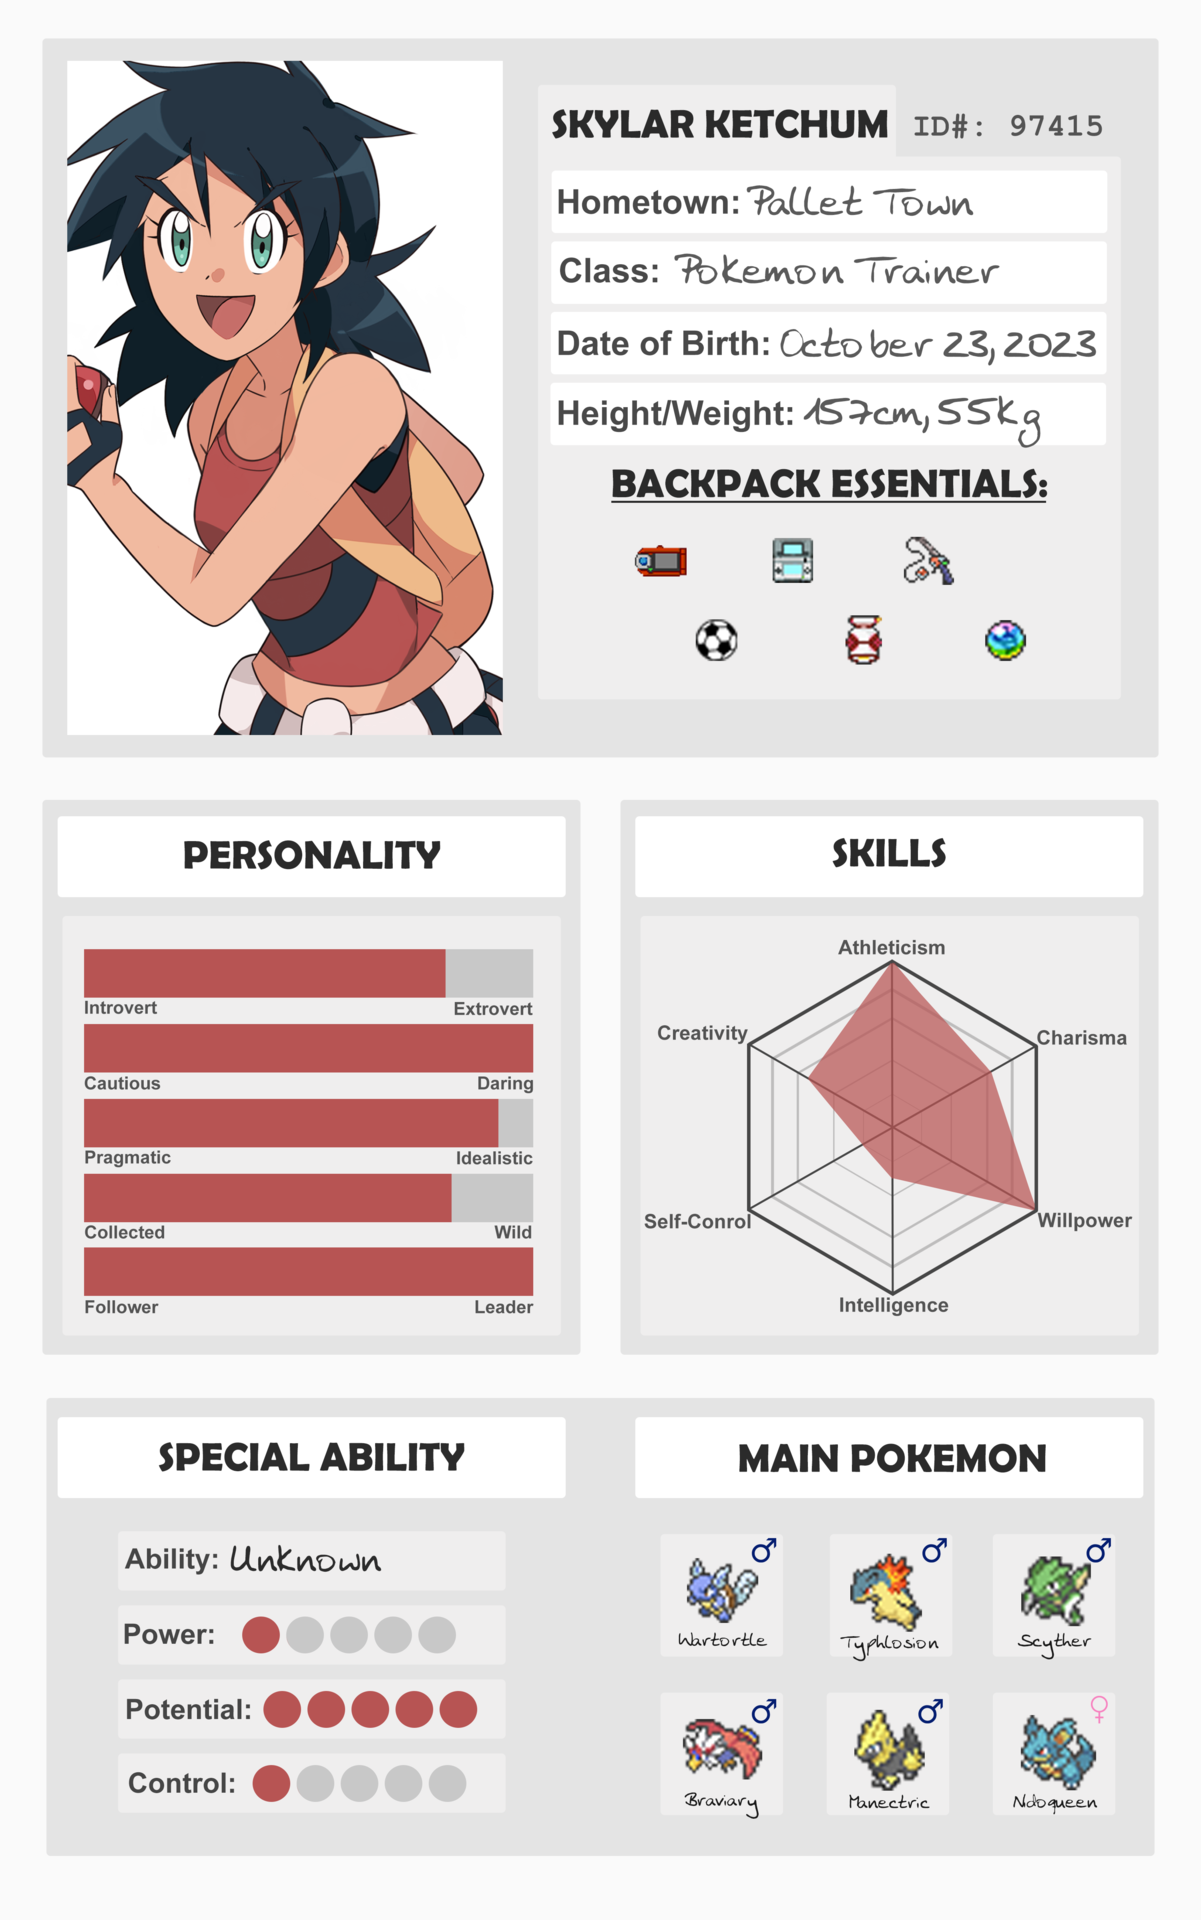 SKYLAR KETCHUM ID#: 97415
Hometown: Pallet Town
Class: Pokemon Trainer
Date of Birth: October 23, 2023
Height/Weight: 157cm, 55kg
BACKPACK ESSENTIALS:
PERSONALITY
Introvert Extrovert
Cautious Daring
Pragmatic Idealistic
Collected Wild
Follower Leader
SKILLS
Athleticism
Creativity Charisma
Self-Conrol Willpower
Intelligence
SPECIAL ABILITY
Ability: Unknown
Power:
Potential:
Control:
MAIN POKEMON
Wartortle Typhlosion Scyther
Braviary Manectric Nidoqueen